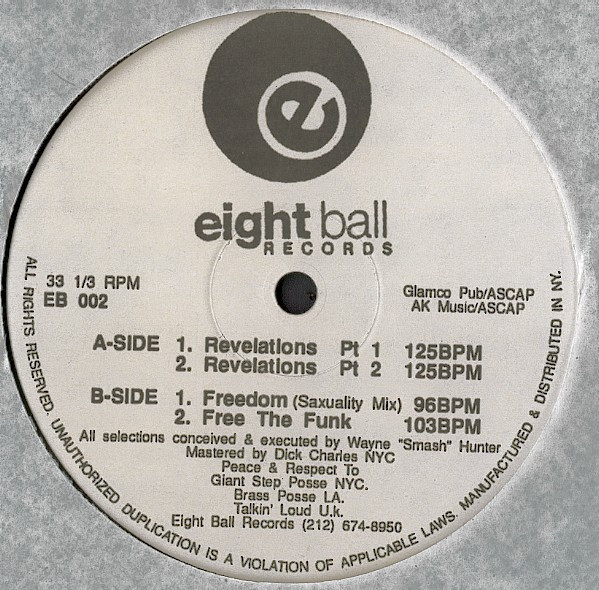 e
eight ball
RECORDS
33 1/3 RPM
EB 002
Glamco Pub/ASCAP
AK Music/ASCAP
A-SIDE 1. Revelations Pt 1 125BPM
2. Revelations Pt 2 125BPM
B-SIDE 1. Freedom (Saxuality Mix) 96BPM
2. Free The Funk 103BPM
All selections conceived & executed by Wayne "Smash" Hunter
Mastered by Dick Charles NYC
Peace & Respect To
Giant Step Posse NYC.
Brass Posse LA.
Talkin' Loud U.k.
Eight Ball Records (212) 674-8950
ALL RIGHTS RESERVED. UNAUTHORIZED DUPLICATION IS A VIOLATION OF APPLICABLE LAWS. MANUFACTURED & DISTRIBUTED IN NY.